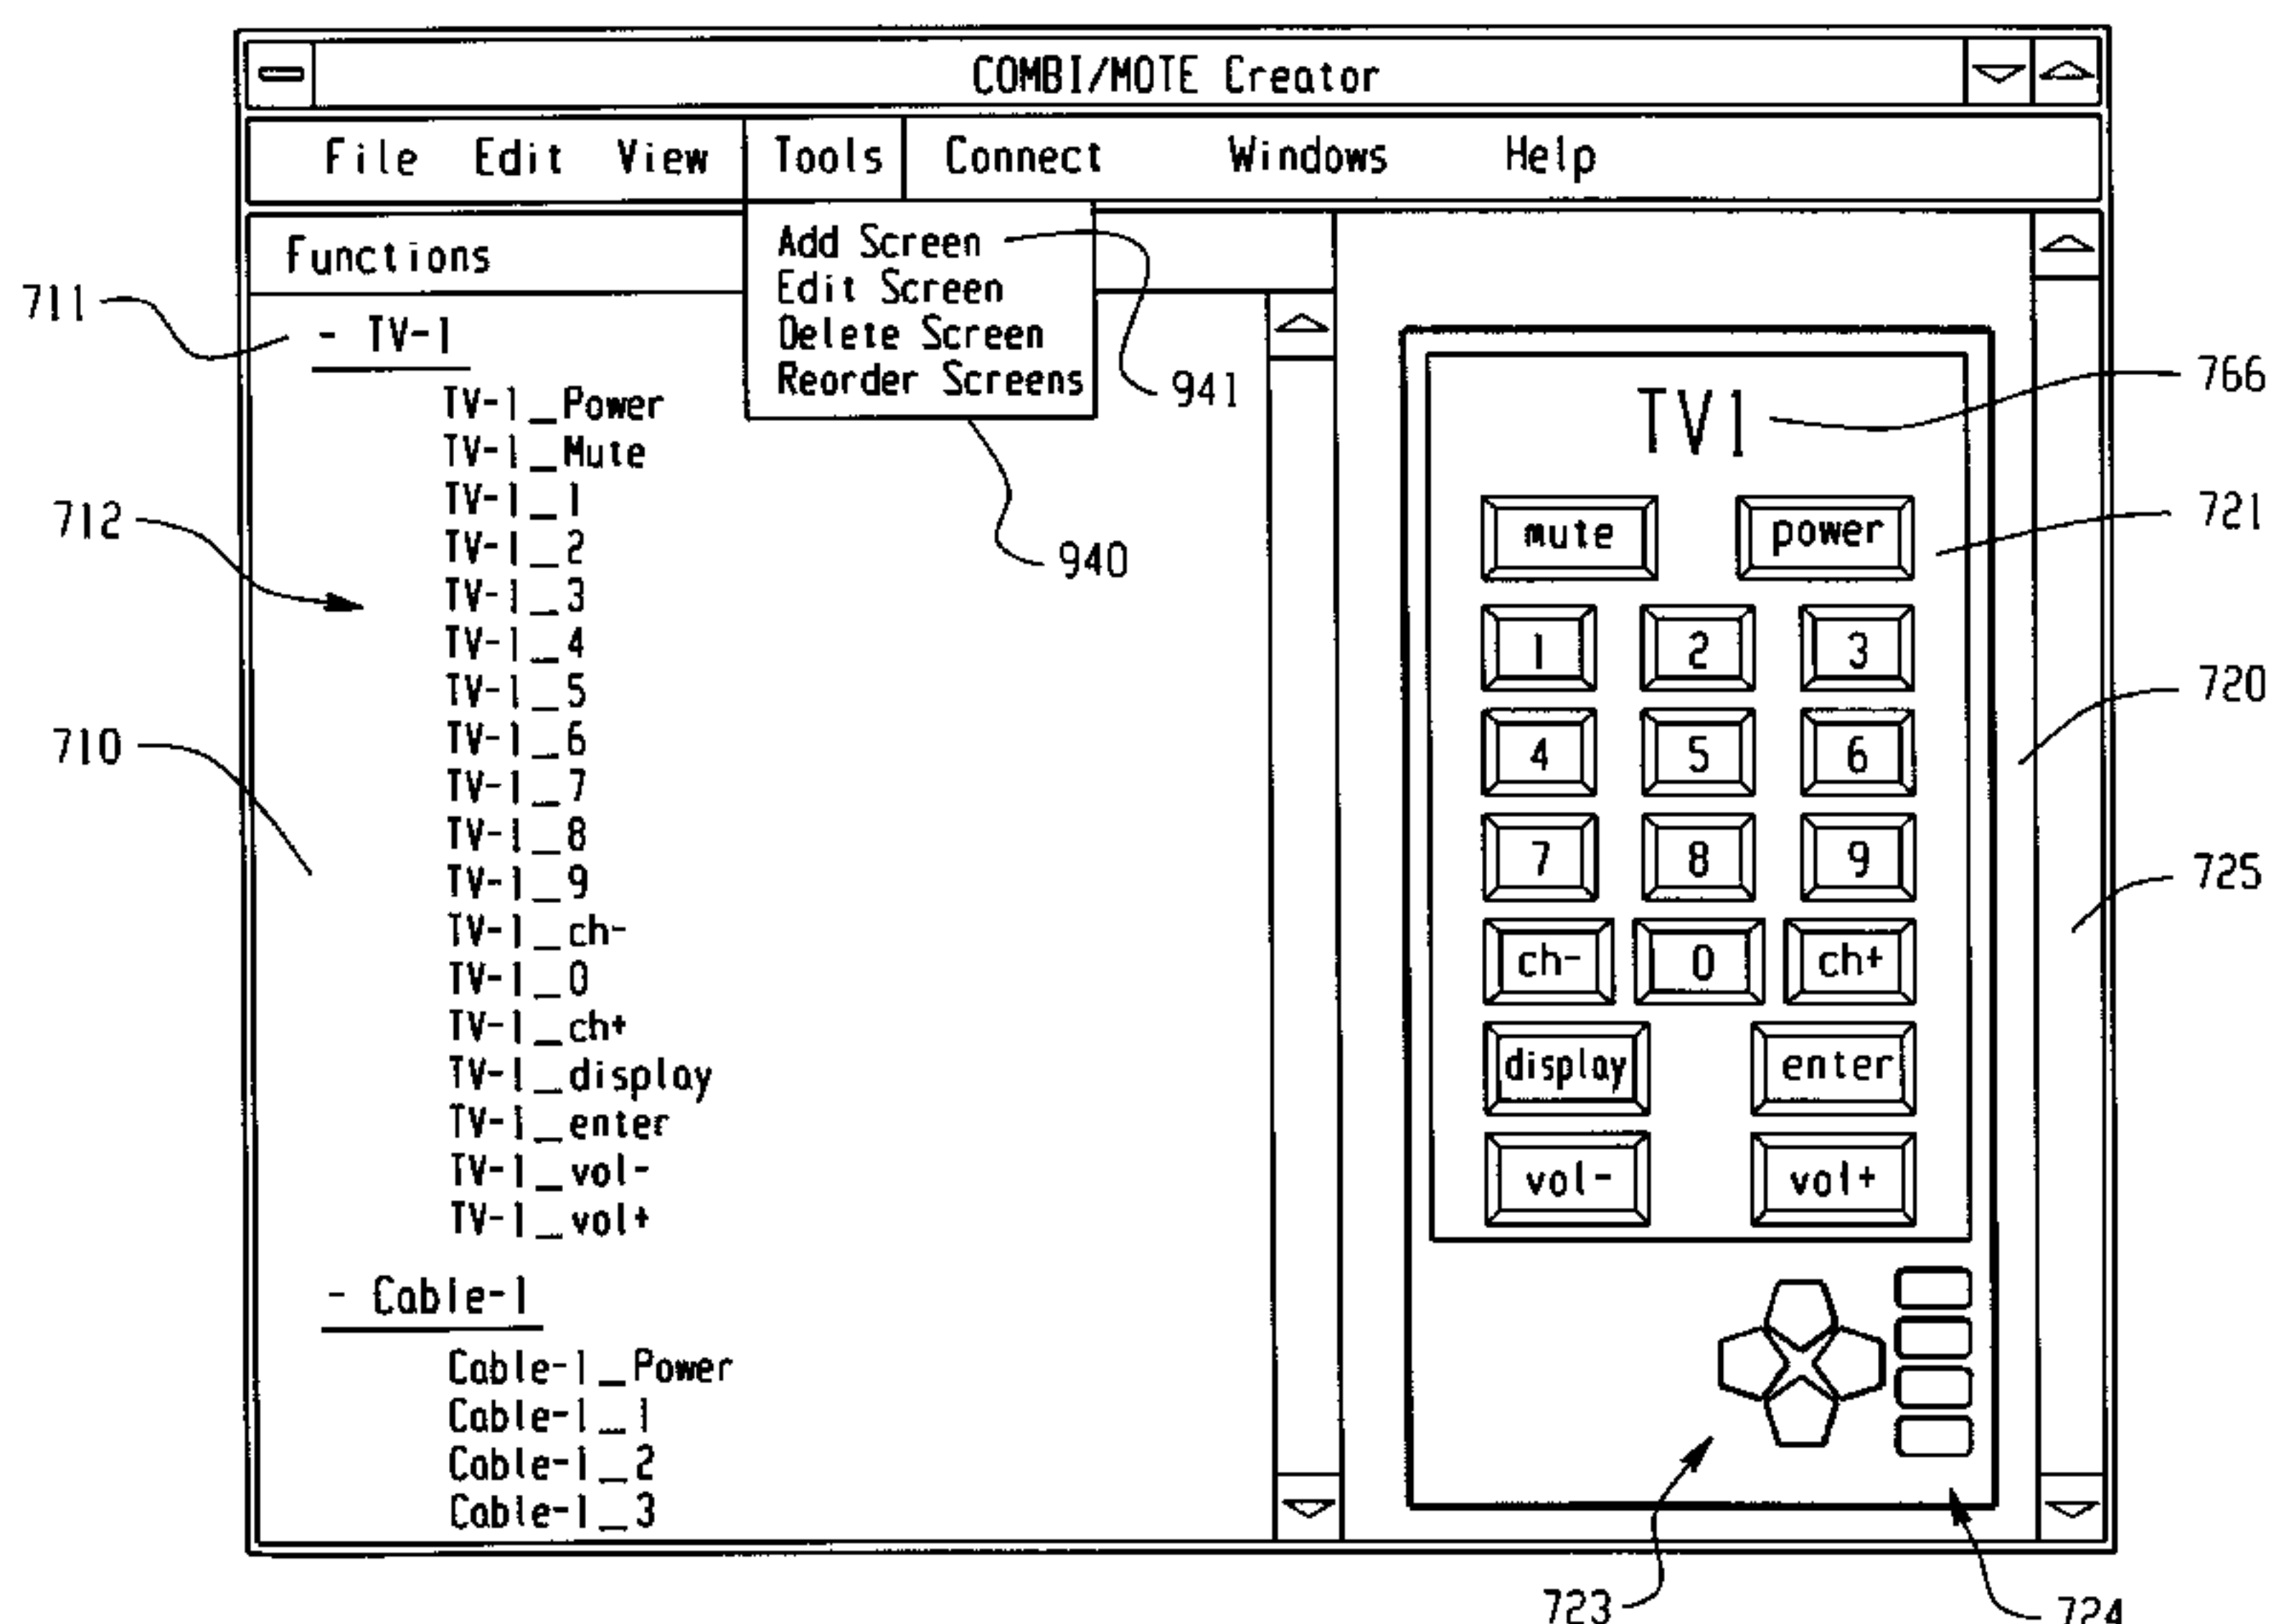 COMBI/MOTE Creator
File Edit View Tools Connect Windows Help
Functions
Add Screen
Edit Screen
Delete Screen
Reorder Screens
941
940
711
- TV-1
TV-1_Power
TV-1_Mute
TV-1_1
TV-1_2
TV-1_3
TV-1_4
TV-1_5
TV-1_6
TV-1_7
TV-1_8
TV-1_9
TV-1_ch-
TV-1_0
TV-1_ch+
TV-1_display
TV-1_enter
TV-1_vol-
TV-1_vol+
712
710
- Cable-1
Cable-1_Power
Cable-1_1
Cable-1_2
Cable-1_3
TV1
mute power
1 2 3
4 5 6
7 8 9
ch- 0 ch+
display enter
vol- vol+
766
721
720
725
723
724